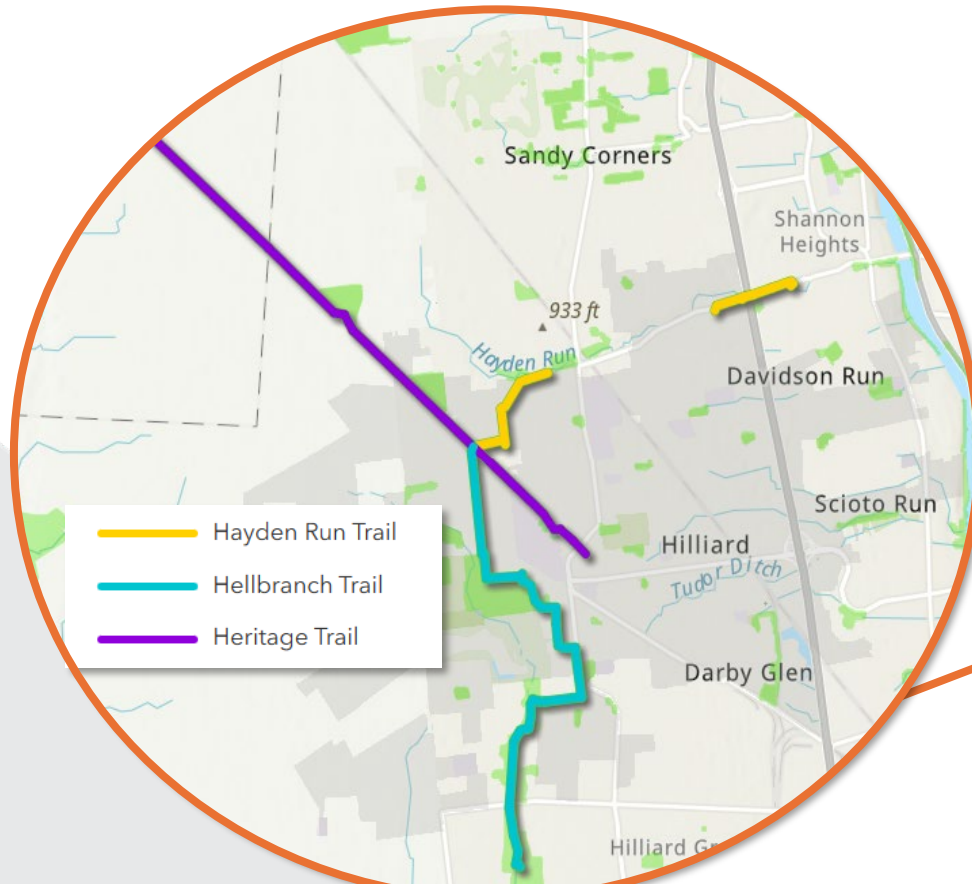 Sandy Corners
Shannon
Heights
933 ft
Hayden Run
Davidson Run
Scioto Run
Hayden Run Trail
Hilliard
Tudor Ditch
Hellbranch Trail
Heritage Trail
Darby Glen
Hilliard